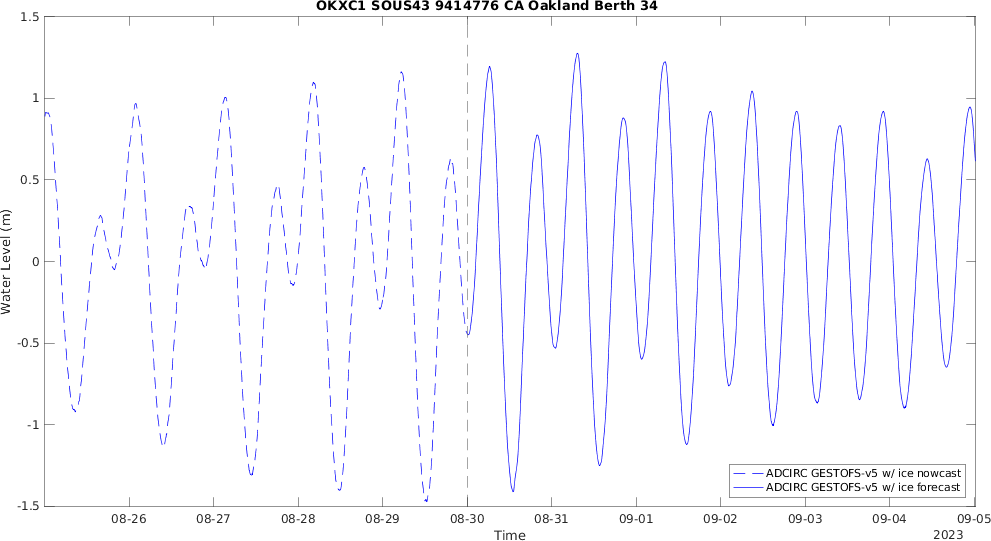 OKXC1 SOUS43 9414776 CA Oakland Berth 34
1.5
1
0.5
0
-0.5
-1
-1.5
Water Level (m)
08-26 08-27 08-28 08-29 08-30 08-31 09-01 09-02 09-03 09-04 09-05
Time
2023
ADCIRC GESTOFS-v5 w/ ice nowcast
ADCIRC GESTOFS-v5 w/ ice forecast